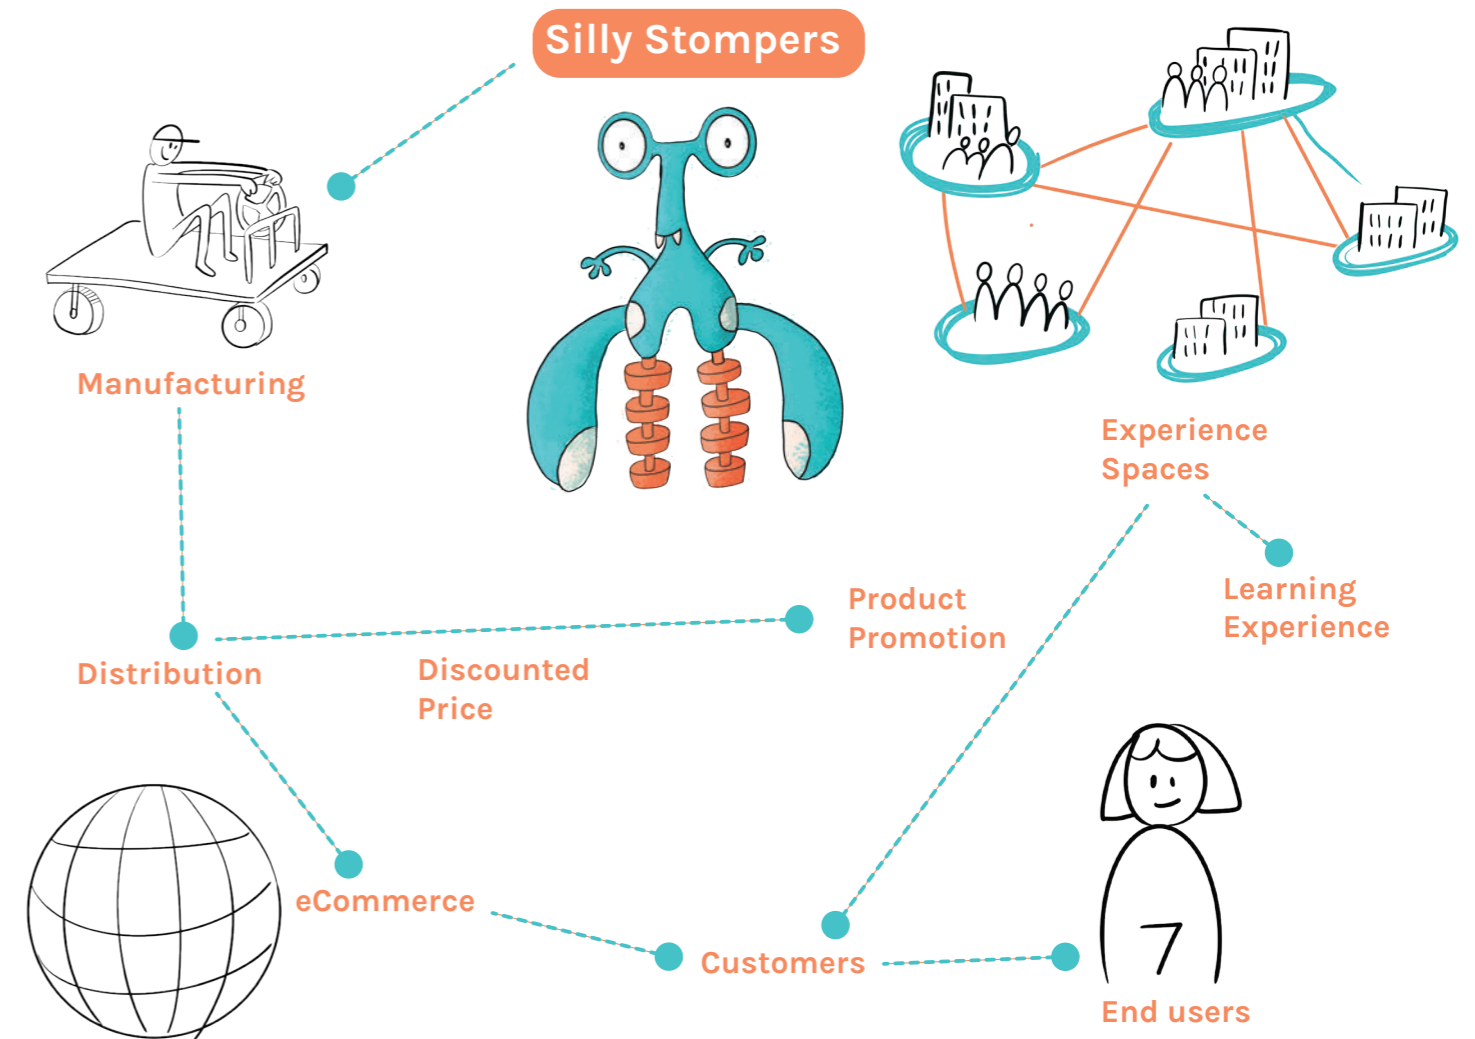 Silly Stompers
Manufacturing
Experience
Spaces
Product
Promotion
Learning
Experience
Distribution
Discounted
Price
eCommerce
Customers
7
End users